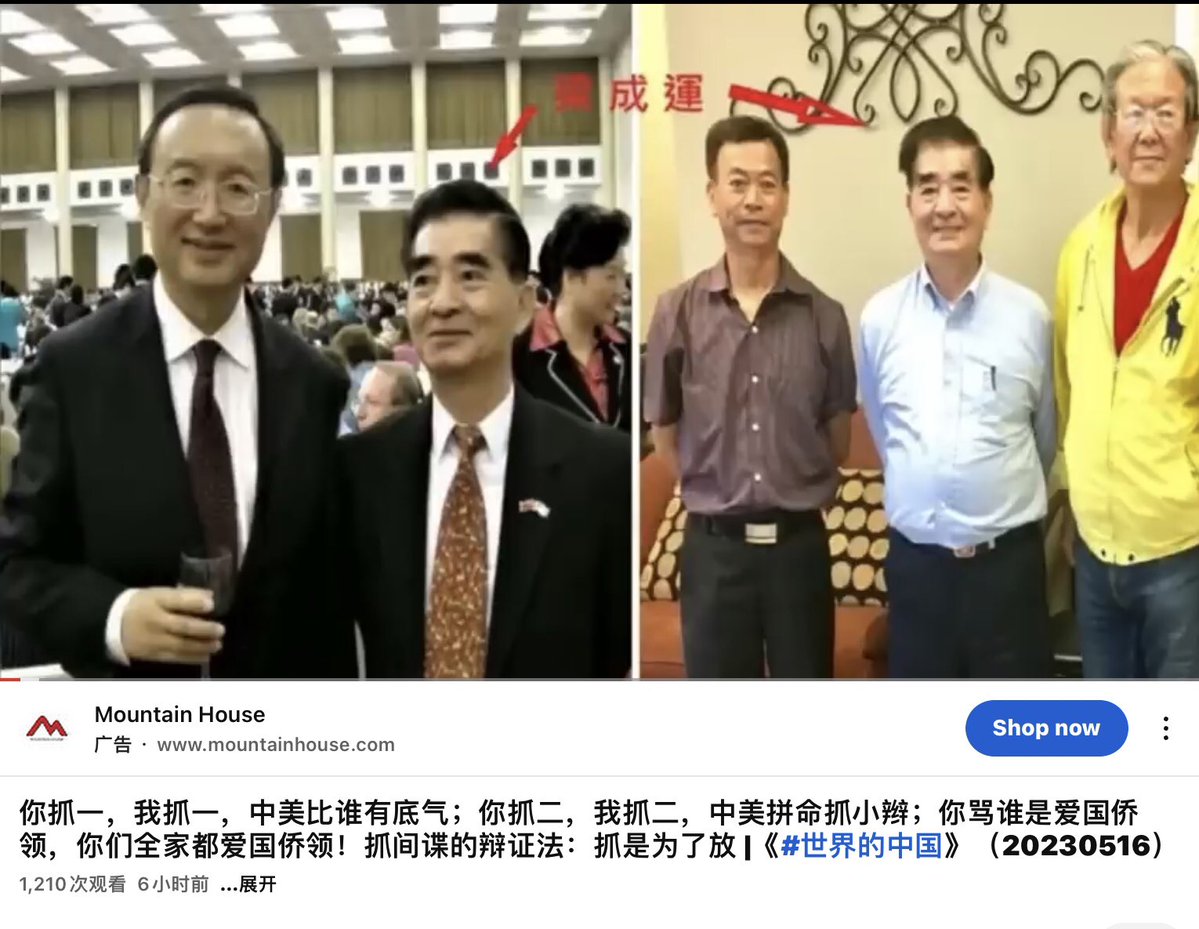 成運
Mountain House
广告 · www.mountainhouse.com
Shop now
你抓一，我抓一，中美比谁有底气；你抓二，我抓二，中美拼命抓小辫；你骂谁是爱国侨
领，你们全家都爱国侨领！抓间谍的辩证法：抓是为了放 |《#世界的中国》（20230516）
1,210次观看 6小时前 ...展开